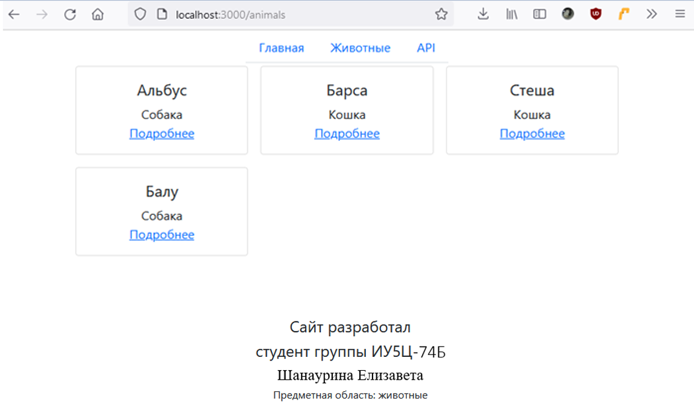 localhost:3000/animals
Главная Животные API
Альбус
Собака
Подробнее
Барса
Кошка
Подробнее
Стеша
Кошка
Подробнее
Балу
Собака
Подробнее
Сайт разработал
студент группы ИУ5Ц-74Б
Шанаурина Елизавета
Предметная область: животные